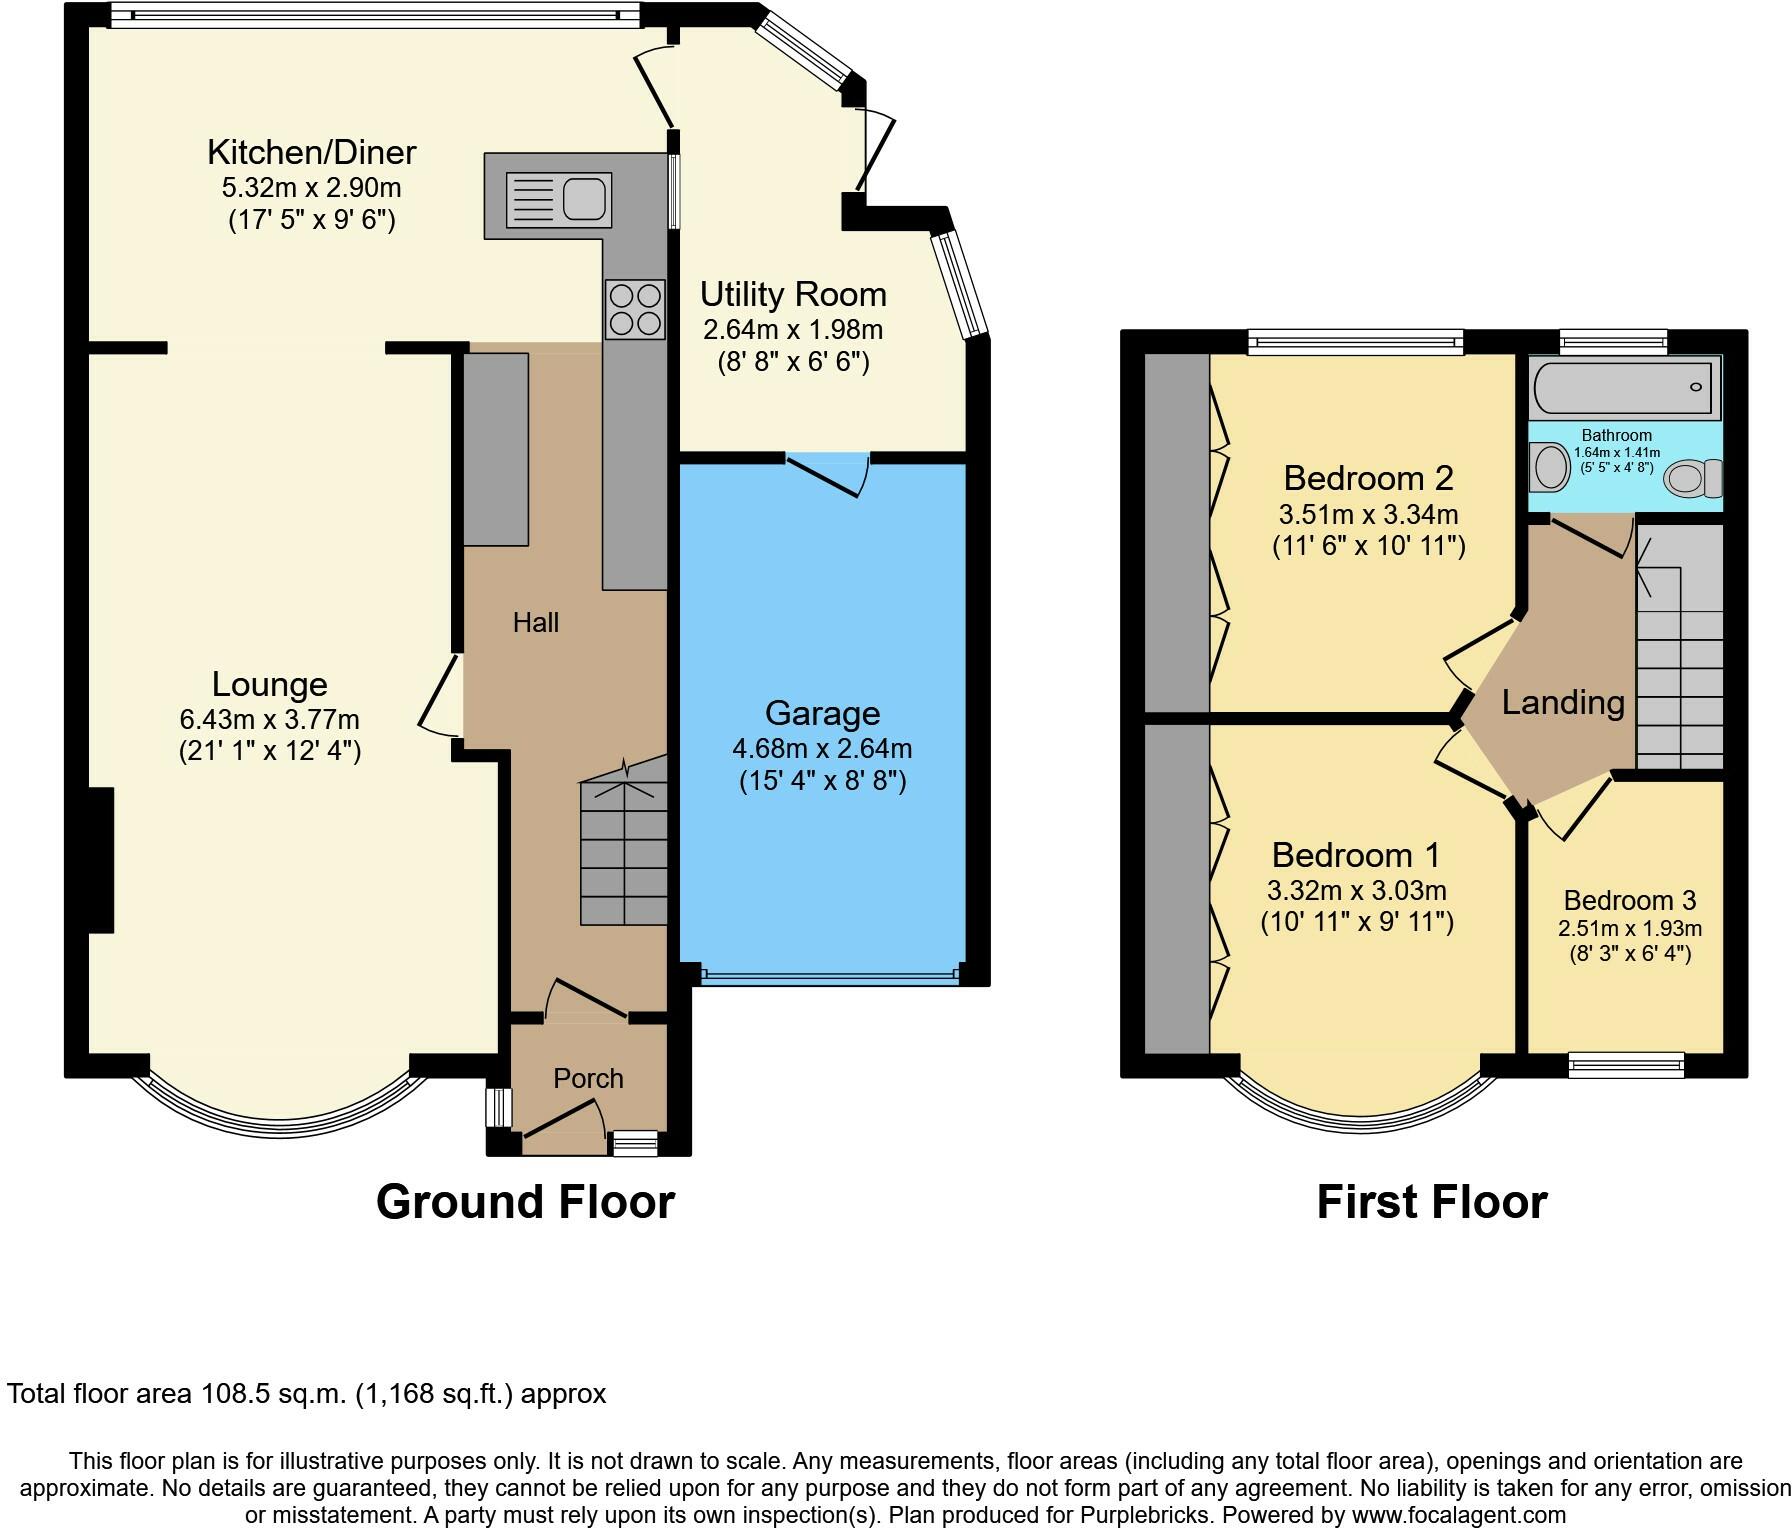 Kitchen/Diner
5.32m x 2.90m
(17' 5" x 9' 6")
Utility Room
2.64m x 1.98m
(8' 8" x 6' 6")
Hall
Lounge
6.43m x 3.77m
(21' 1" x 12' 4")
Garage
4.68m x 2.64m
(15' 4" x 8' 8")
Porch
Ground Floor
Bathroom
1.64m x 1.41m
(5' 5" x 4' 8")
Bedroom 2
3.51m x 3.34m
(11' 6" x 10' 11")
Landing
Bedroom 1
3.32m x 3.03m
(10' 11" x 9' 11")
Bedroom 3
2.51m x 1.93m
(8' 3" x 6' 4")
First Floor
Total floor area 108.5 sq.m. (1,168 sq.ft.) approx
This floor plan is for illustrative purposes only. It is not drawn to scale. Any measurements, floor areas (including any total floor area), openings and orientation are
approximate. No details are guaranteed, they cannot be relied upon for any purpose and they do not form part of any agreement. No liability is taken for any error, omission
or misstatement. A party must rely upon its own inspection(s). Plan produced for Purplebricks. Powered by www.focalagent.com